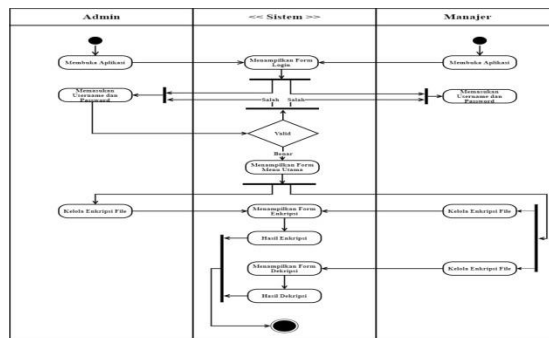 Admin
<< Sistem >>
Manajer
Membuka Aplikasi
Menampilkan Form
Login
Membuka Aplikasi
Memasukan
Username dan
Password
Salah
Salah
Memasukan
Username dan
Password
Valid
Benar
Menampilkan Form
Menu Utama
Kelola Enkripsi File
Menampilkan Form
Enkripsi
Kelola Enkripsi File
Hasil Enkripsi
Menampilkan Form
Dekripsi
Kelola Enkripsi File
Hasil Dekripsi